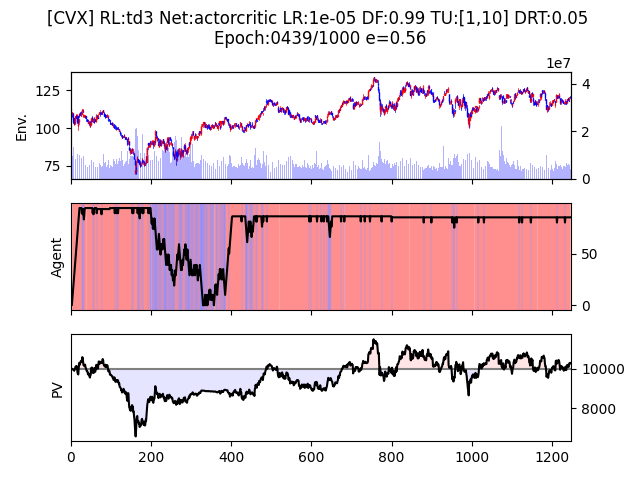 [CVX] RL:td3 Net:actorcritic LR:1e-05 DF:0.99 TU:[1,10] DRT:0.05
Epoch:0439/1000 e=0.56
1e7
125
100
75
Env.
4
2
0
Agent
50
0
PV
10000
8000
0 200 400 600 800 1000 1200